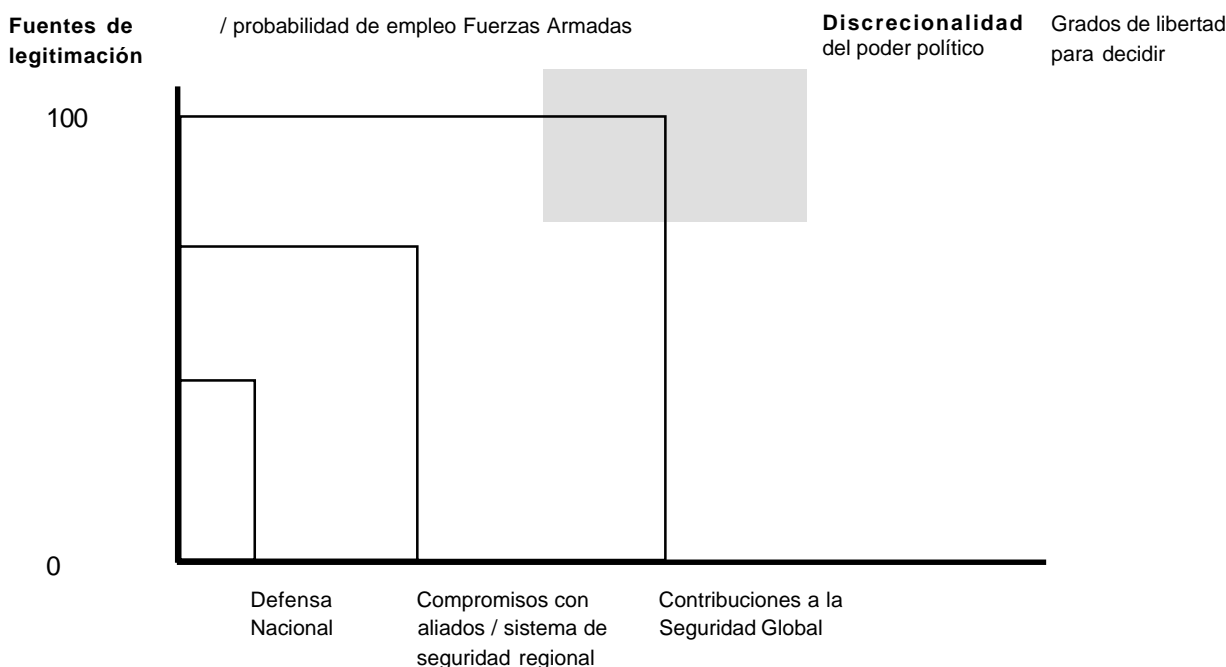 Fuentes de
legitimación
/ probabilidad de empleo Fuerzas Armadas
Discrecionalidad
del poder político
Grados de libertad
para decidir
100
0
Defensa
Nacional
Compromisos con
aliados / sistema de
seguridad regional
Contribuciones a la
Seguridad Global